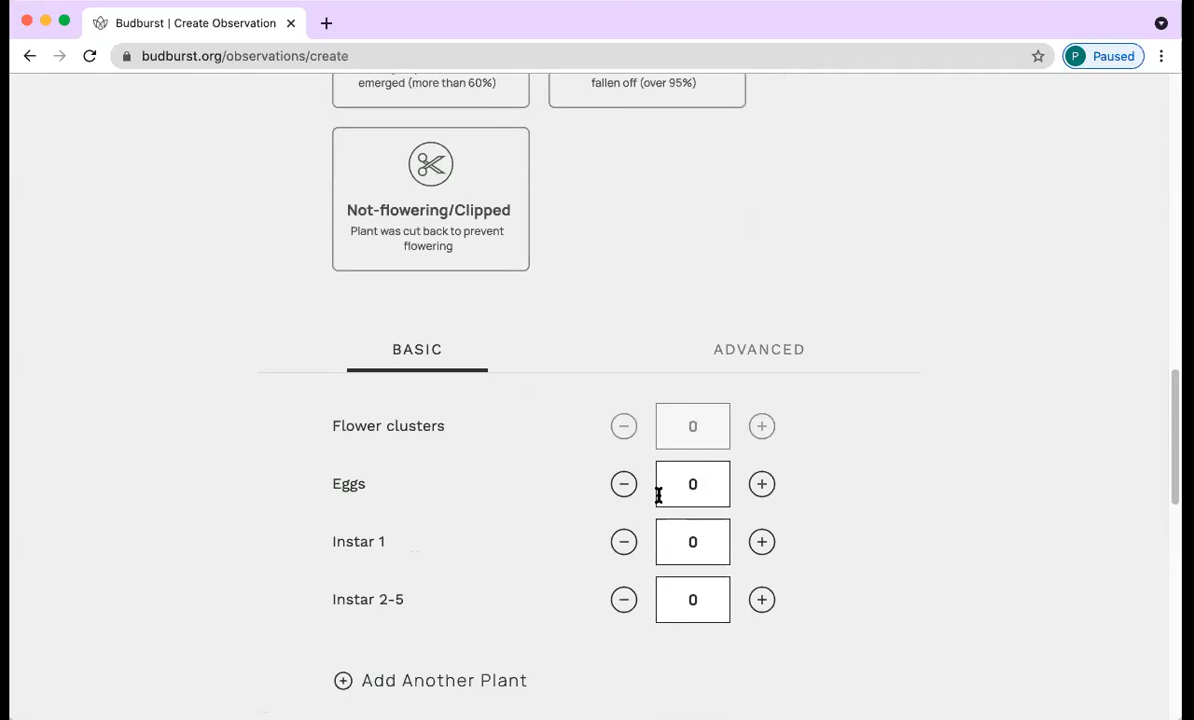 Budburst | Create Observation
budburst.org/observations/create
P Paused
emerged (more than 60%)
fallen off (over 95%)
Not-flowering/Clipped
Plant was cut back to prevent
flowering
BASIC
ADVANCED
Flower clusters 0
Eggs 0
Instar 1 0
Instar 2-5 0
Add Another Plant